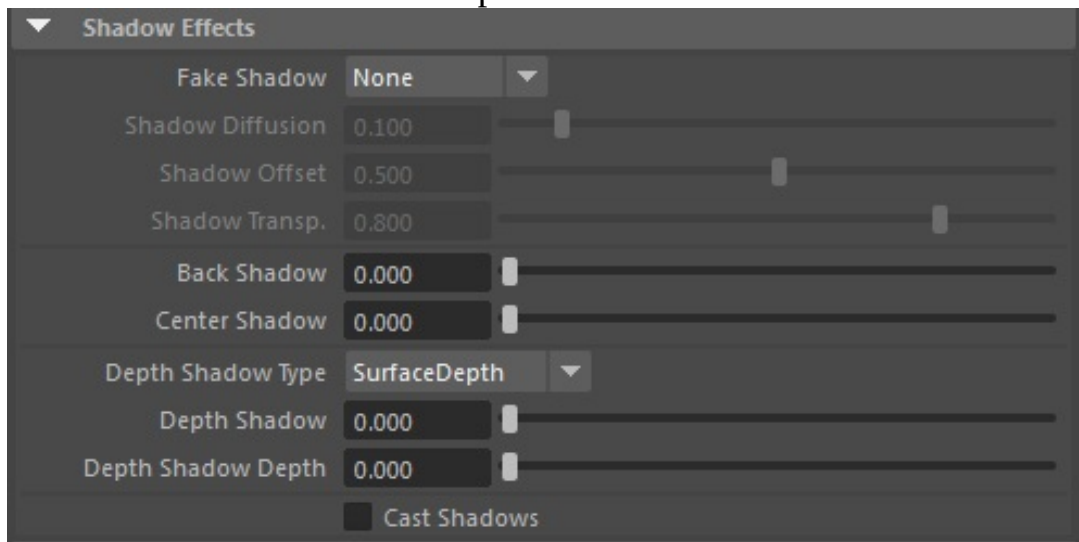 Shadow Effects
Fake Shadow None
Shadow Diffusion 0.100
Shadow Offset 0.500
Shadow Transp. 0.800
Back Shadow 0.000
Center Shadow 0.000
Depth Shadow Type SurfaceDepth
Depth Shadow 0.000
Depth Shadow Depth 0.000
Cast Shadows